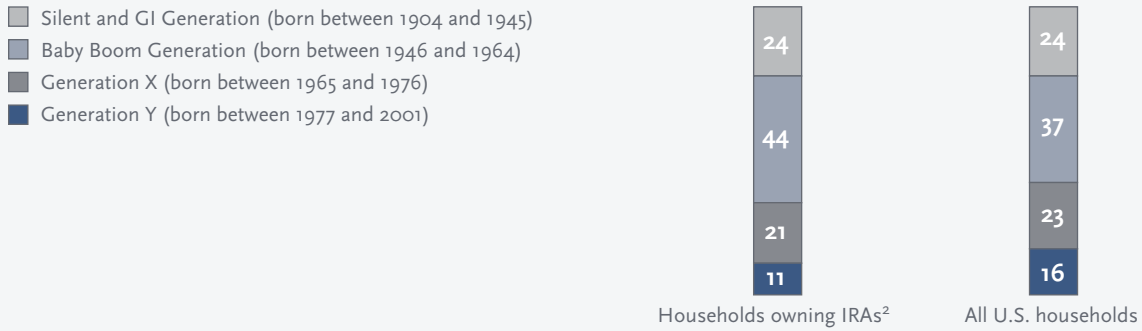 Silent and GI Generation (born between 1904 and 1945)
Baby Boom Generation (born between 1946 and 1964)
Generation X (born between 1965 and 1976)
Generation Y (born between 1977 and 2001)
24
44
21
11
Households owning IRAs²
24
37
23
16
All U.S. households